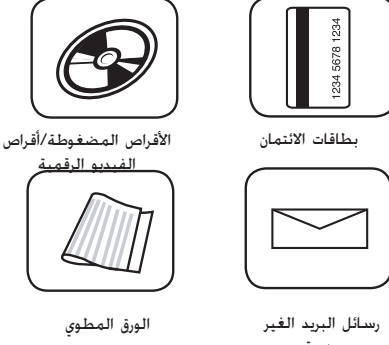 1234 5678 1234
بطاقات الائتمان
الأقراص المضغوطة/أقراص
الفيديو الرقمية
رسائل البريد الغير
الورق المطوي